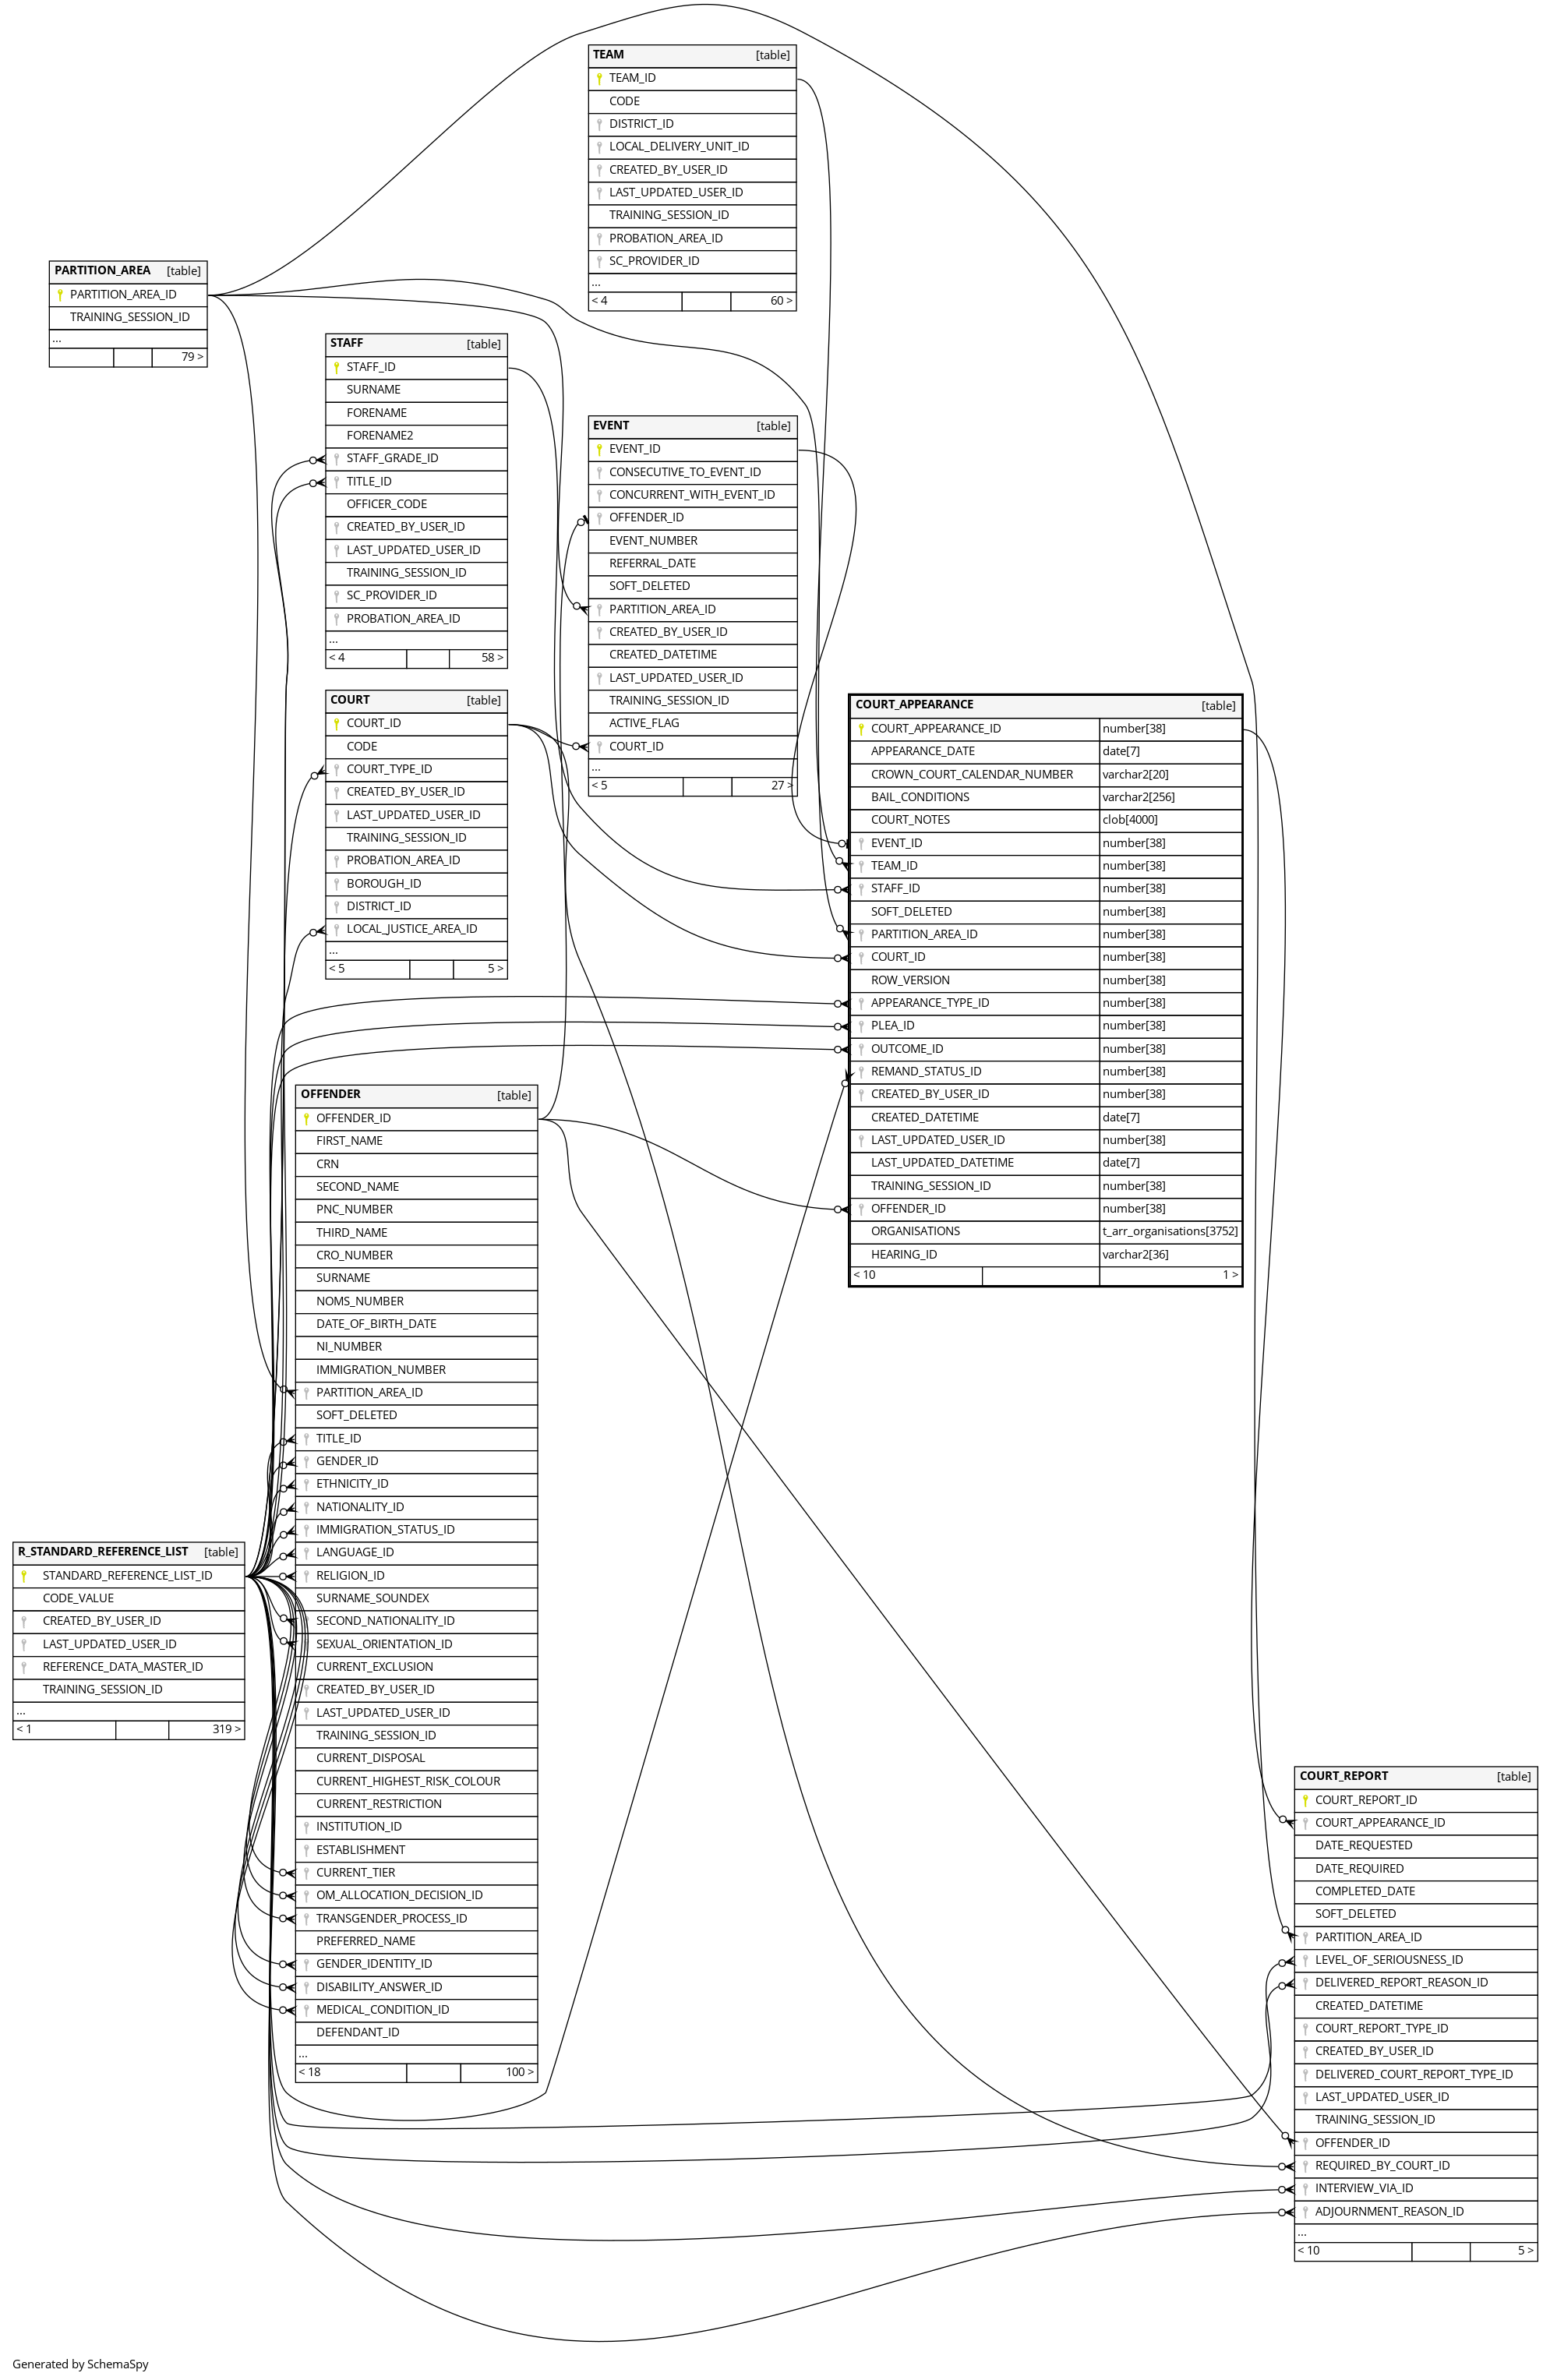 TEAM [table]
TEAM_ID
CODE
DISTRICT_ID
LOCAL_DELIVERY_UNIT_ID
CREATED_BY_USER_ID
LAST_UPDATED_USER_ID
TRAINING_SESSION_ID
PROBATION_AREA_ID
SC_PROVIDER_ID
...
< 4 60 >
PARTITION_AREA [table]
PARTITION_AREA_ID
TRAINING_SESSION_ID
...
79 >
STAFF [table]
STAFF_ID
SURNAME
FORENAME
FORENAME2
STAFF_GRADE_ID
TITLE_ID
OFFICER_CODE
CREATED_BY_USER_ID
LAST_UPDATED_USER_ID
TRAINING_SESSION_ID
SC_PROVIDER_ID
PROBATION_AREA_ID
...
< 4 58 >
EVENT [table]
EVENT_ID
CONSECUTIVE_TO_EVENT_ID
CONCURRENT_WITH_EVENT_ID
OFFENDER_ID
EVENT_NUMBER
REFERRAL_DATE
SOFT_DELETED
PARTITION_AREA_ID
CREATED_BY_USER_ID
CREATED_DATETIME
LAST_UPDATED_USER_ID
TRAINING_SESSION_ID
ACTIVE_FLAG
COURT_ID
...
< 5 27 >
COURT [table]
COURT_ID
CODE
COURT_TYPE_ID
CREATED_BY_USER_ID
LAST_UPDATED_USER_ID
TRAINING_SESSION_ID
PROBATION_AREA_ID
BOROUGH_ID
DISTRICT_ID
LOCAL_JUSTICE_AREA_ID
...
< 5 5 >
COURT_APPEARANCE [table]
COURT_APPEARANCE_ID number[38]
APPEARANCE_DATE date[7]
CROWN_COURT_CALENDAR_NUMBER varchar2[20]
BAIL_CONDITIONS varchar2[256]
COURT_NOTES clob[4000]
EVENT_ID number[38]
TEAM_ID number[38]
STAFF_ID number[38]
SOFT_DELETED number[38]
PARTITION_AREA_ID number[38]
COURT_ID number[38]
ROW_VERSION number[38]
APPEARANCE_TYPE_ID number[38]
PLEA_ID number[38]
OUTCOME_ID number[38]
REMAND_STATUS_ID number[38]
CREATED_BY_USER_ID number[38]
CREATED_DATETIME date[7]
LAST_UPDATED_USER_ID number[38]
LAST_UPDATED_DATETIME date[7]
TRAINING_SESSION_ID number[38]
OFFENDER_ID number[38]
ORGANISATIONS t_arr_organisations[3752]
HEARING_ID varchar2[36]
< 10 1 >
OFFENDER [table]
OFFENDER_ID
FIRST_NAME
CRN
SECOND_NAME
PNC_NUMBER
THIRD_NAME
CRO_NUMBER
SURNAME
NOMS_NUMBER
DATE_OF_BIRTH_DATE
NI_NUMBER
IMMIGRATION_NUMBER
PARTITION_AREA_ID
SOFT_DELETED
TITLE_ID
GENDER_ID
ETHNICITY_ID
NATIONALITY_ID
IMMIGRATION_STATUS_ID
LANGUAGE_ID
RELIGION_ID
SURNAME_SOUNDEX
SECOND_NATIONALITY_ID
SEXUAL_ORIENTATION_ID
CURRENT_EXCLUSION
CREATED_BY_USER_ID
LAST_UPDATED_USER_ID
TRAINING_SESSION_ID
CURRENT_DISPOSAL
CURRENT_HIGHEST_RISK_COLOUR
CURRENT_RESTRICTION
INSTITUTION_ID
ESTABLISHMENT
CURRENT_TIER
OM_ALLOCATION_DECISION_ID
TRANSGENDER_PROCESS_ID
PREFERRED_NAME
GENDER_IDENTITY_ID
DISABILITY_ANSWER_ID
MEDICAL_CONDITION_ID
DEFENDANT_ID
...
< 18 100 >
R_STANDARD_REFERENCE_LIST [table]
STANDARD_REFERENCE_LIST_ID
CODE_VALUE
CREATED_BY_USER_ID
LAST_UPDATED_USER_ID
REFERENCE_DATA_MASTER_ID
TRAINING_SESSION_ID
...
< 1 319 >
COURT_REPORT [table]
COURT_REPORT_ID
COURT_APPEARANCE_ID
DATE_REQUESTED
DATE_REQUIRED
COMPLETED_DATE
SOFT_DELETED
PARTITION_AREA_ID
LEVEL_OF_SERIOUSNESS_ID
DELIVERED_REPORT_REASON_ID
CREATED_DATETIME
COURT_REPORT_TYPE_ID
CREATED_BY_USER_ID
DELIVERED_COURT_REPORT_TYPE_ID
LAST_UPDATED_USER_ID
TRAINING_SESSION_ID
OFFENDER_ID
REQUIRED_BY_COURT_ID
INTERVIEW_VIA_ID
ADJOURNMENT_REASON_ID
...
< 10 5 >
Generated by SchemaSpy